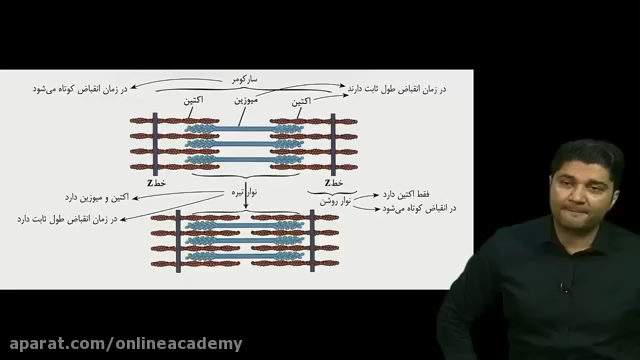 سارکومر
در زمان انقباض طول ثابت دارند
در زمان انقباض کوتاه می‌شود
اکتین
میوزین
اکتین
خط Z
خط Z
فقط اکتین دارد
نوار روشن
در انقباض کوتاه می‌شود
نوار تیره
اکتین و میوزین دارد
در زمان انقباض طول ثابت دارد
aparat.com/onlineacademy